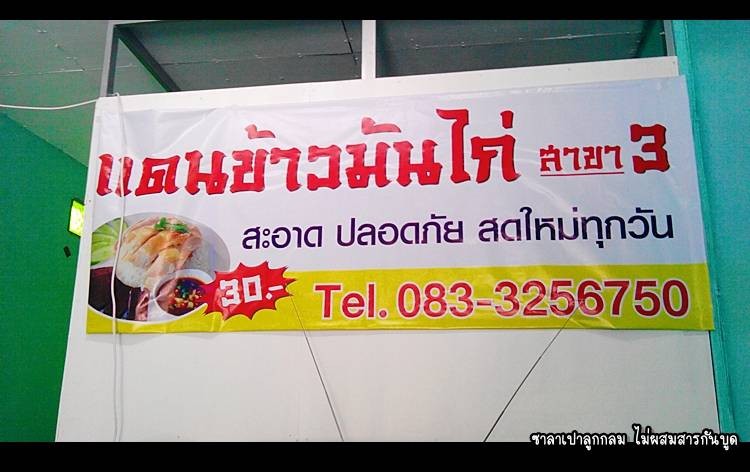 แดนข้าวมันไก่ สาขา 3
สะอาด ปลอดภัย สดใหม่ทุกวัน
30.-
Tel. 083-3256750
ซาลาเปาลูกกลม ไม่ผสมสารกันบูด